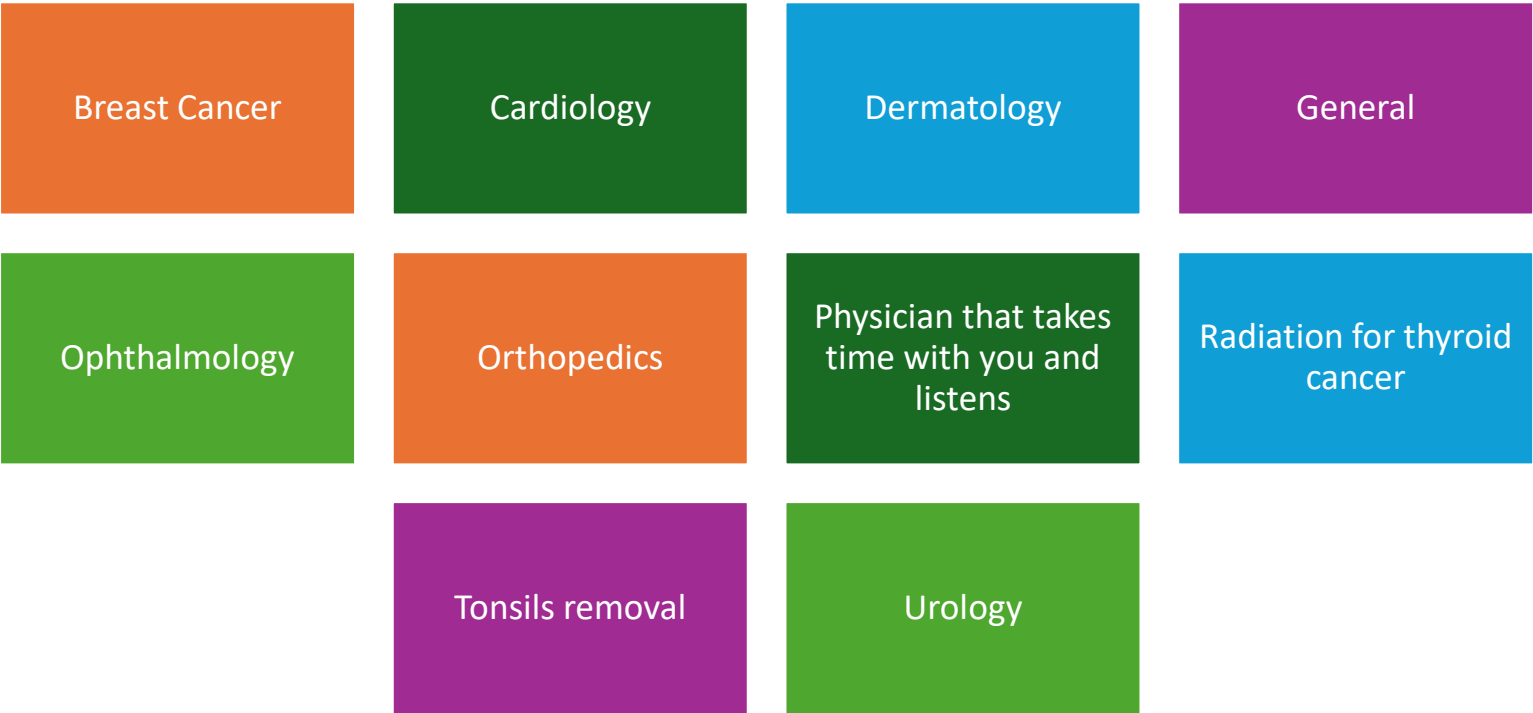 Breast Cancer
Cardiology
Dermatology
General
Ophthalmology
Orthopedics
Physician that takes
time with you and
listens
Radiation for thyroid
cancer
Tonsils removal
Urology